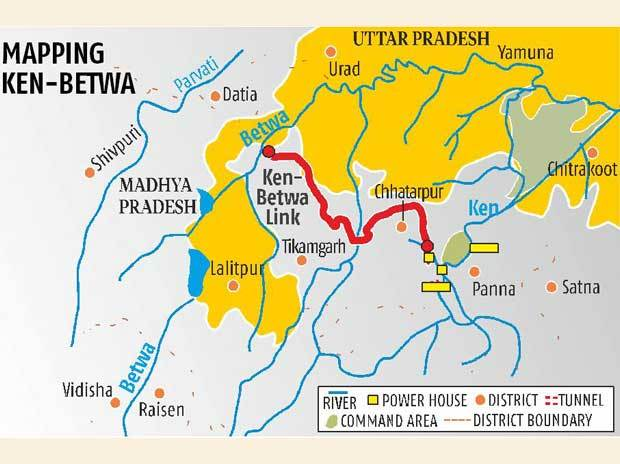 MAPPING
KEN-BETWA
UTTAR PRADESH
Yamuna
Urad
Parvati
Datia
Betwa
Shivpuri
Chitrakoot
MADHYA
PRADESH
Ken-
Betwa
Link
Chhatarpur
Ken
Tikamgarh
Lalitpur
Panna
Satna
Betwa
Vidisha
Raisen
RIVER
POWER HOUSE
DISTRICT
TUNNEL
COMMAND AREA
DISTRICT BOUNDARY